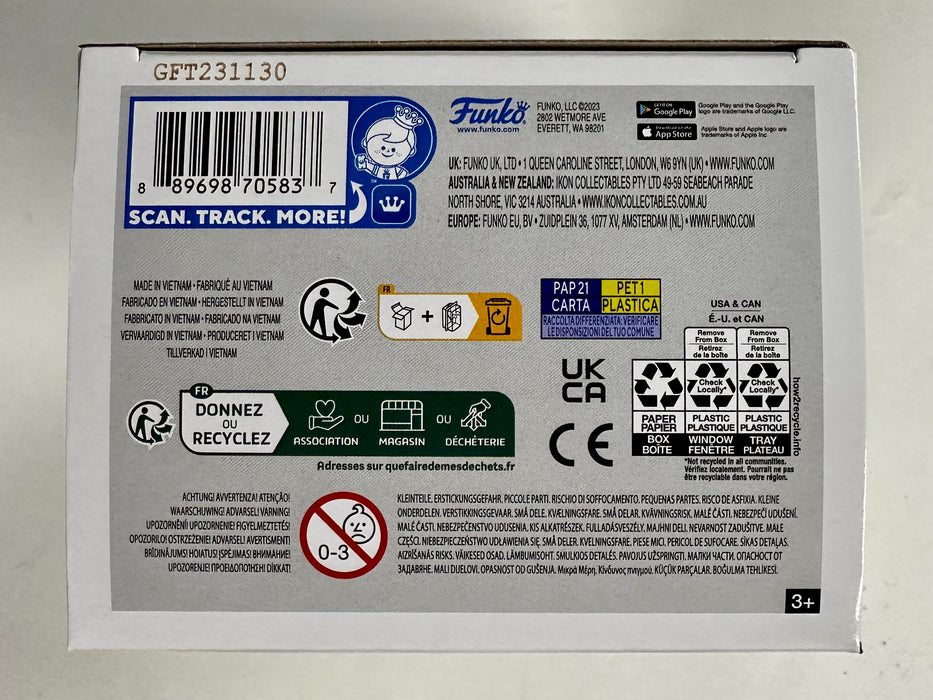 GFT231130
8 89698 70583 7
SCAN. TRACK. MORE!
Funko
www.funko.com
FUNKO, LLC ©2023
2802 WETMORE AVE
EVERETT, WA 98201
GET IT ON
Google Play
Google Play and the Google Play
logo are trademarks of Google LLC.
Download on the
App Store
Apple Store and Apple logo are
trademarks of Apple Inc
UK: FUNKO UK, LTD • 1 QUEEN CAROLINE STREET, LONDON, W6 9YN (UK) • WWW.FUNKO.COM
AUSTRALIA & NEW ZEALAND: IKON COLLECTABLES PTY LTD 49-59 SEABEACH PARADE
NORTH SHORE, VIC 3214 AUSTRALIA • WWW.IKONCOLLECTABLES.COM.AU
EUROPE: FUNKO EU, BV • ZUIDPLEIN 36, 1077 XV, AMSTERDAM (NL) • WWW.FUNKO.COM
MADE IN VIETNAM • FABRIQUÉ AU VIETNAM
FABRICADO EN VIETNAM • HERGESTELLT IN VIETNAM
FABBRICATO IN VIETNAM • FABRICADO NA VIETNAM
VERVAARDIGD IN VIETNAM • PRODUCERET I VIETNAM
TILLVERKAD I VIETNAM
FR
+
PAP 21
CARTA
PET 1
PLASTICA
RACCOLTA DIFFERENZIATA. VERIFICARE
LE DISPOSIZIONI DEL TUO COMUNE
UK
CA
CE
USA & CAN
É.-U. et CAN
Remove
From Box
Retirez
de la boîte
Remove
From Box
Retirez
de la boîte
Check
Locally*
Check
Locally*
PAPER
PAPIER
BOX
BOÎTE
PLASTIC
PLASTIQUE
WINDOW
FENÊTRE
PLASTIC
PLASTIQUE
TRAY
PLATEAU
how2recycle.info
*Not recycled in all communities.
Vérifiez localement. Pourrait ne pas
être recyclable dans votre région.
FR
DONNEZ
OU
RECYCLEZ
ASSOCIATION
OU
MAGASIN
OU
DÉCHÈTERIE
Adresses sur quefairedemesdechets.fr
ACHTUNG! AVVERTENZA! ATENÇÃO!
WAARSCHUWING! ADVARSEL! VARNING!
UPOZORNĚNÍ! UPOZORNENIE! FIGYELMEZTETÉS!
OPOZORILO! OSTRZEŻENIE! ADVARSEL! AVERTISMENT!
BRĪDINĀJUMS! HOIATUS! ĮSPĖJIMAS! ВНИМАНИЕ!
UPOZORENJE! ΠΡΟΕΙΔΟΠΟΙΗΣΗ! DİKKAT!
0-3
KLEINTEILE, ERSTICKUNGSGEFAHR. PICCOLE PARTI. RISCHIO DI SOFFOCAMENTO. PEQUENAS PARTES. RISCO DE ASFIXIA. KLEINE
ONDERDELEN. VERSTIKKINGSGEVAAR. SMÅ DELE. KVÆLNINGSFARE. SMÅ DELAR. KVÄVNINGSRISK. MALÉ ČÁSTI. NEBEZPEČÍ UDUŠENÍ.
MALÉ ČASTI. NEBEZPEČENSTVO UDUSENIA. KIS ALKATRÉSZEK. FULLADÁSVESZÉLY. MAJHNI DELI. NEVARNOST ZADUŠITVE. MAŁE
CZĘŚCI. NIEBEZPIECZEŃSTWO UDŁAWIENIA SIĘ. SMÅ DELER. KVELNINGSFARE. PIESE MICI. PERICOL DE SUFOCARE. SĪKAS DETAĻAS.
AIZRĪŠANĀS RISKS. VÄIKESED OSAD. LÄMBUMISOHT. SMULKIOS DETALĖS. PAVOJUS UŽSPRINGTI. МАЛКИ ЧАСТИ. ОПАСНОСТ ОТ
ЗАДАВЯНЕ. MALI DIJELOVI. OPASNOST OD GUŠENJA. Μικρά Μέρη. Κίνδυνος πνιγμού. KÜÇÜK PARÇALAR. BOĞULMA TEHLİKESİ.
3+